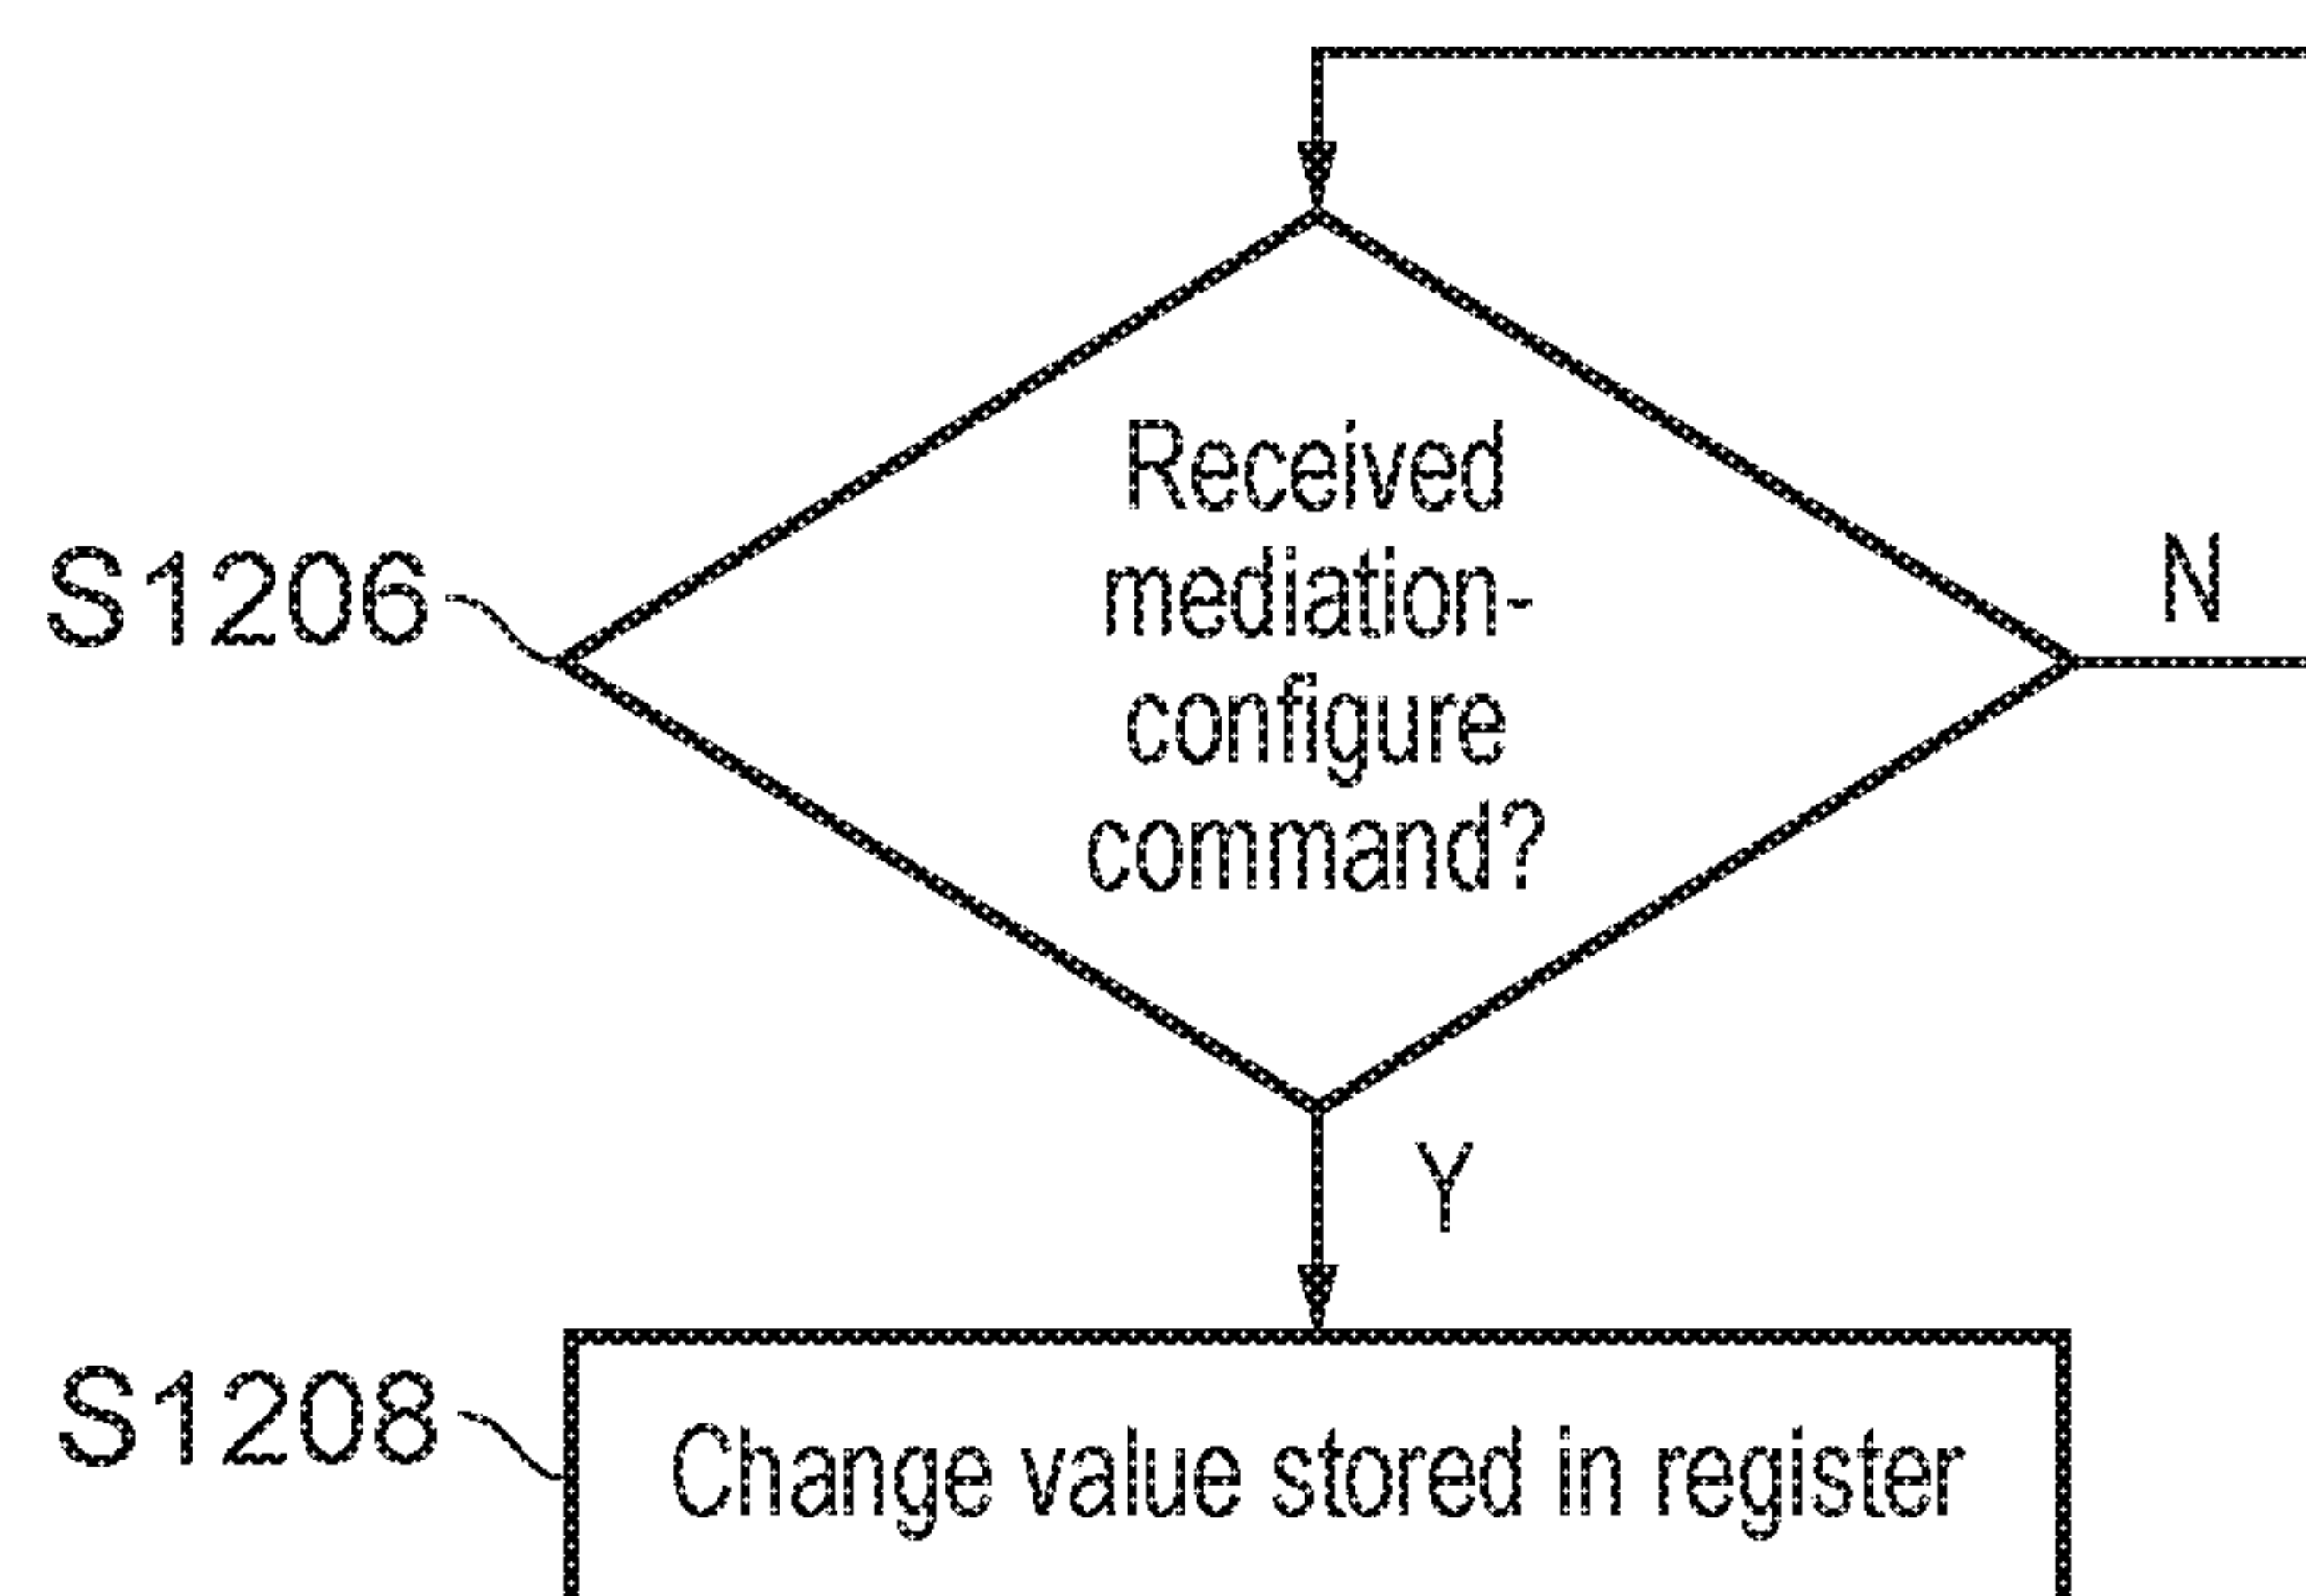 Received
mediation-
configure
command?
S1206
N
Y
S1208
Change value stored in register